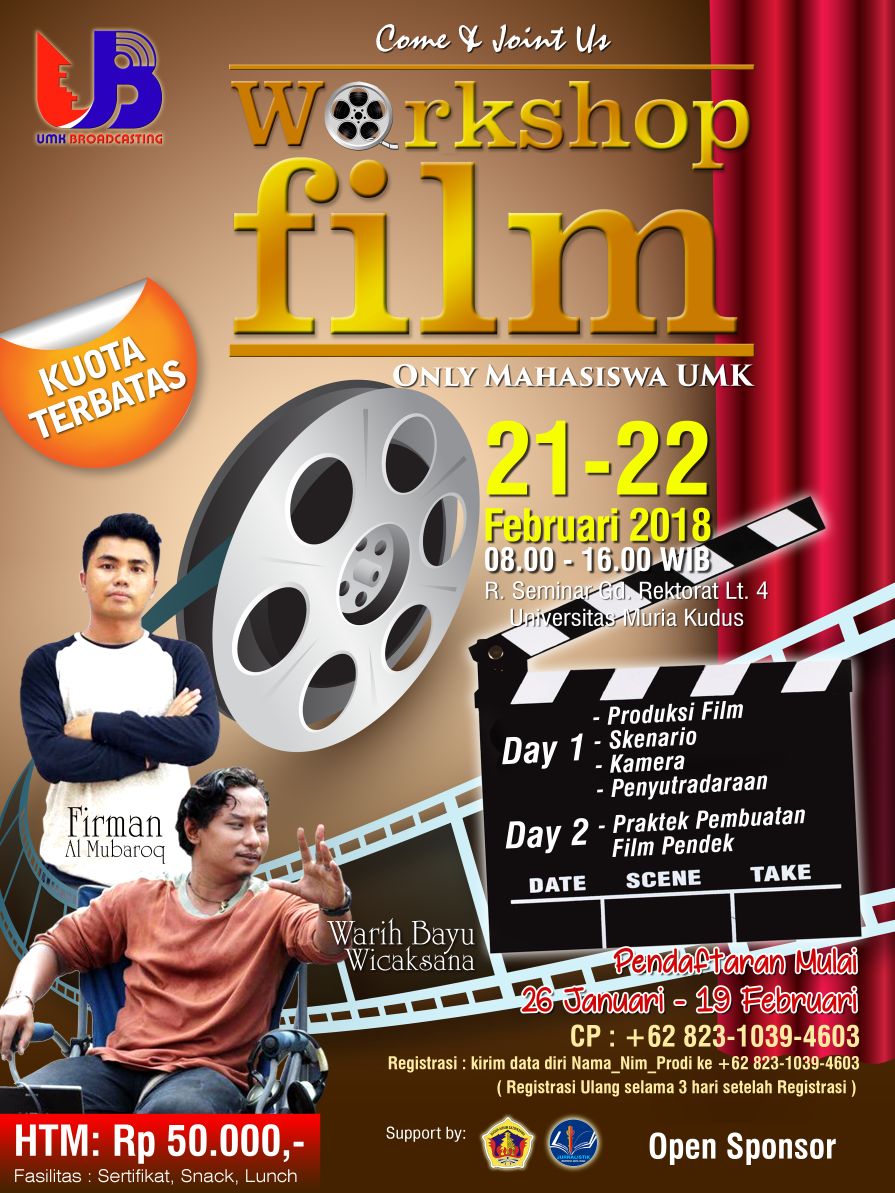 UMK BROADCASTING
Come & Joint Us
Workshop
film
ONLY MAHASISWA UMK
KUOTA
TERBATAS
21-22
Februari 2018
08.00 - 16.00 WIB
R. Seminar Gd. Rektorat Lt. 4
Universitas Muria Kudus
Day 1
- Produksi Film
- Skenario
- Kamera
- Penyutradaraan
Day 2
- Praktek Pembuatan
Film Pendek
DATE SCENE TAKE
Firman
Al Mubaroq
Warih Bayu
Wicaksana
Pendaftaran Mulai
26 Januari - 19 Februari
CP : +62 823-1039-4603
Registrasi : kirim data diri Nama_Nim_Prodi ke +62 823-1039-4603
( Registrasi Ulang selama 3 hari setelah Registrasi )
HTM: Rp 50.000,-
Fasilitas : Sertifikat, Snack, Lunch
Support by:
JURNALISTIK
Open Sponsor